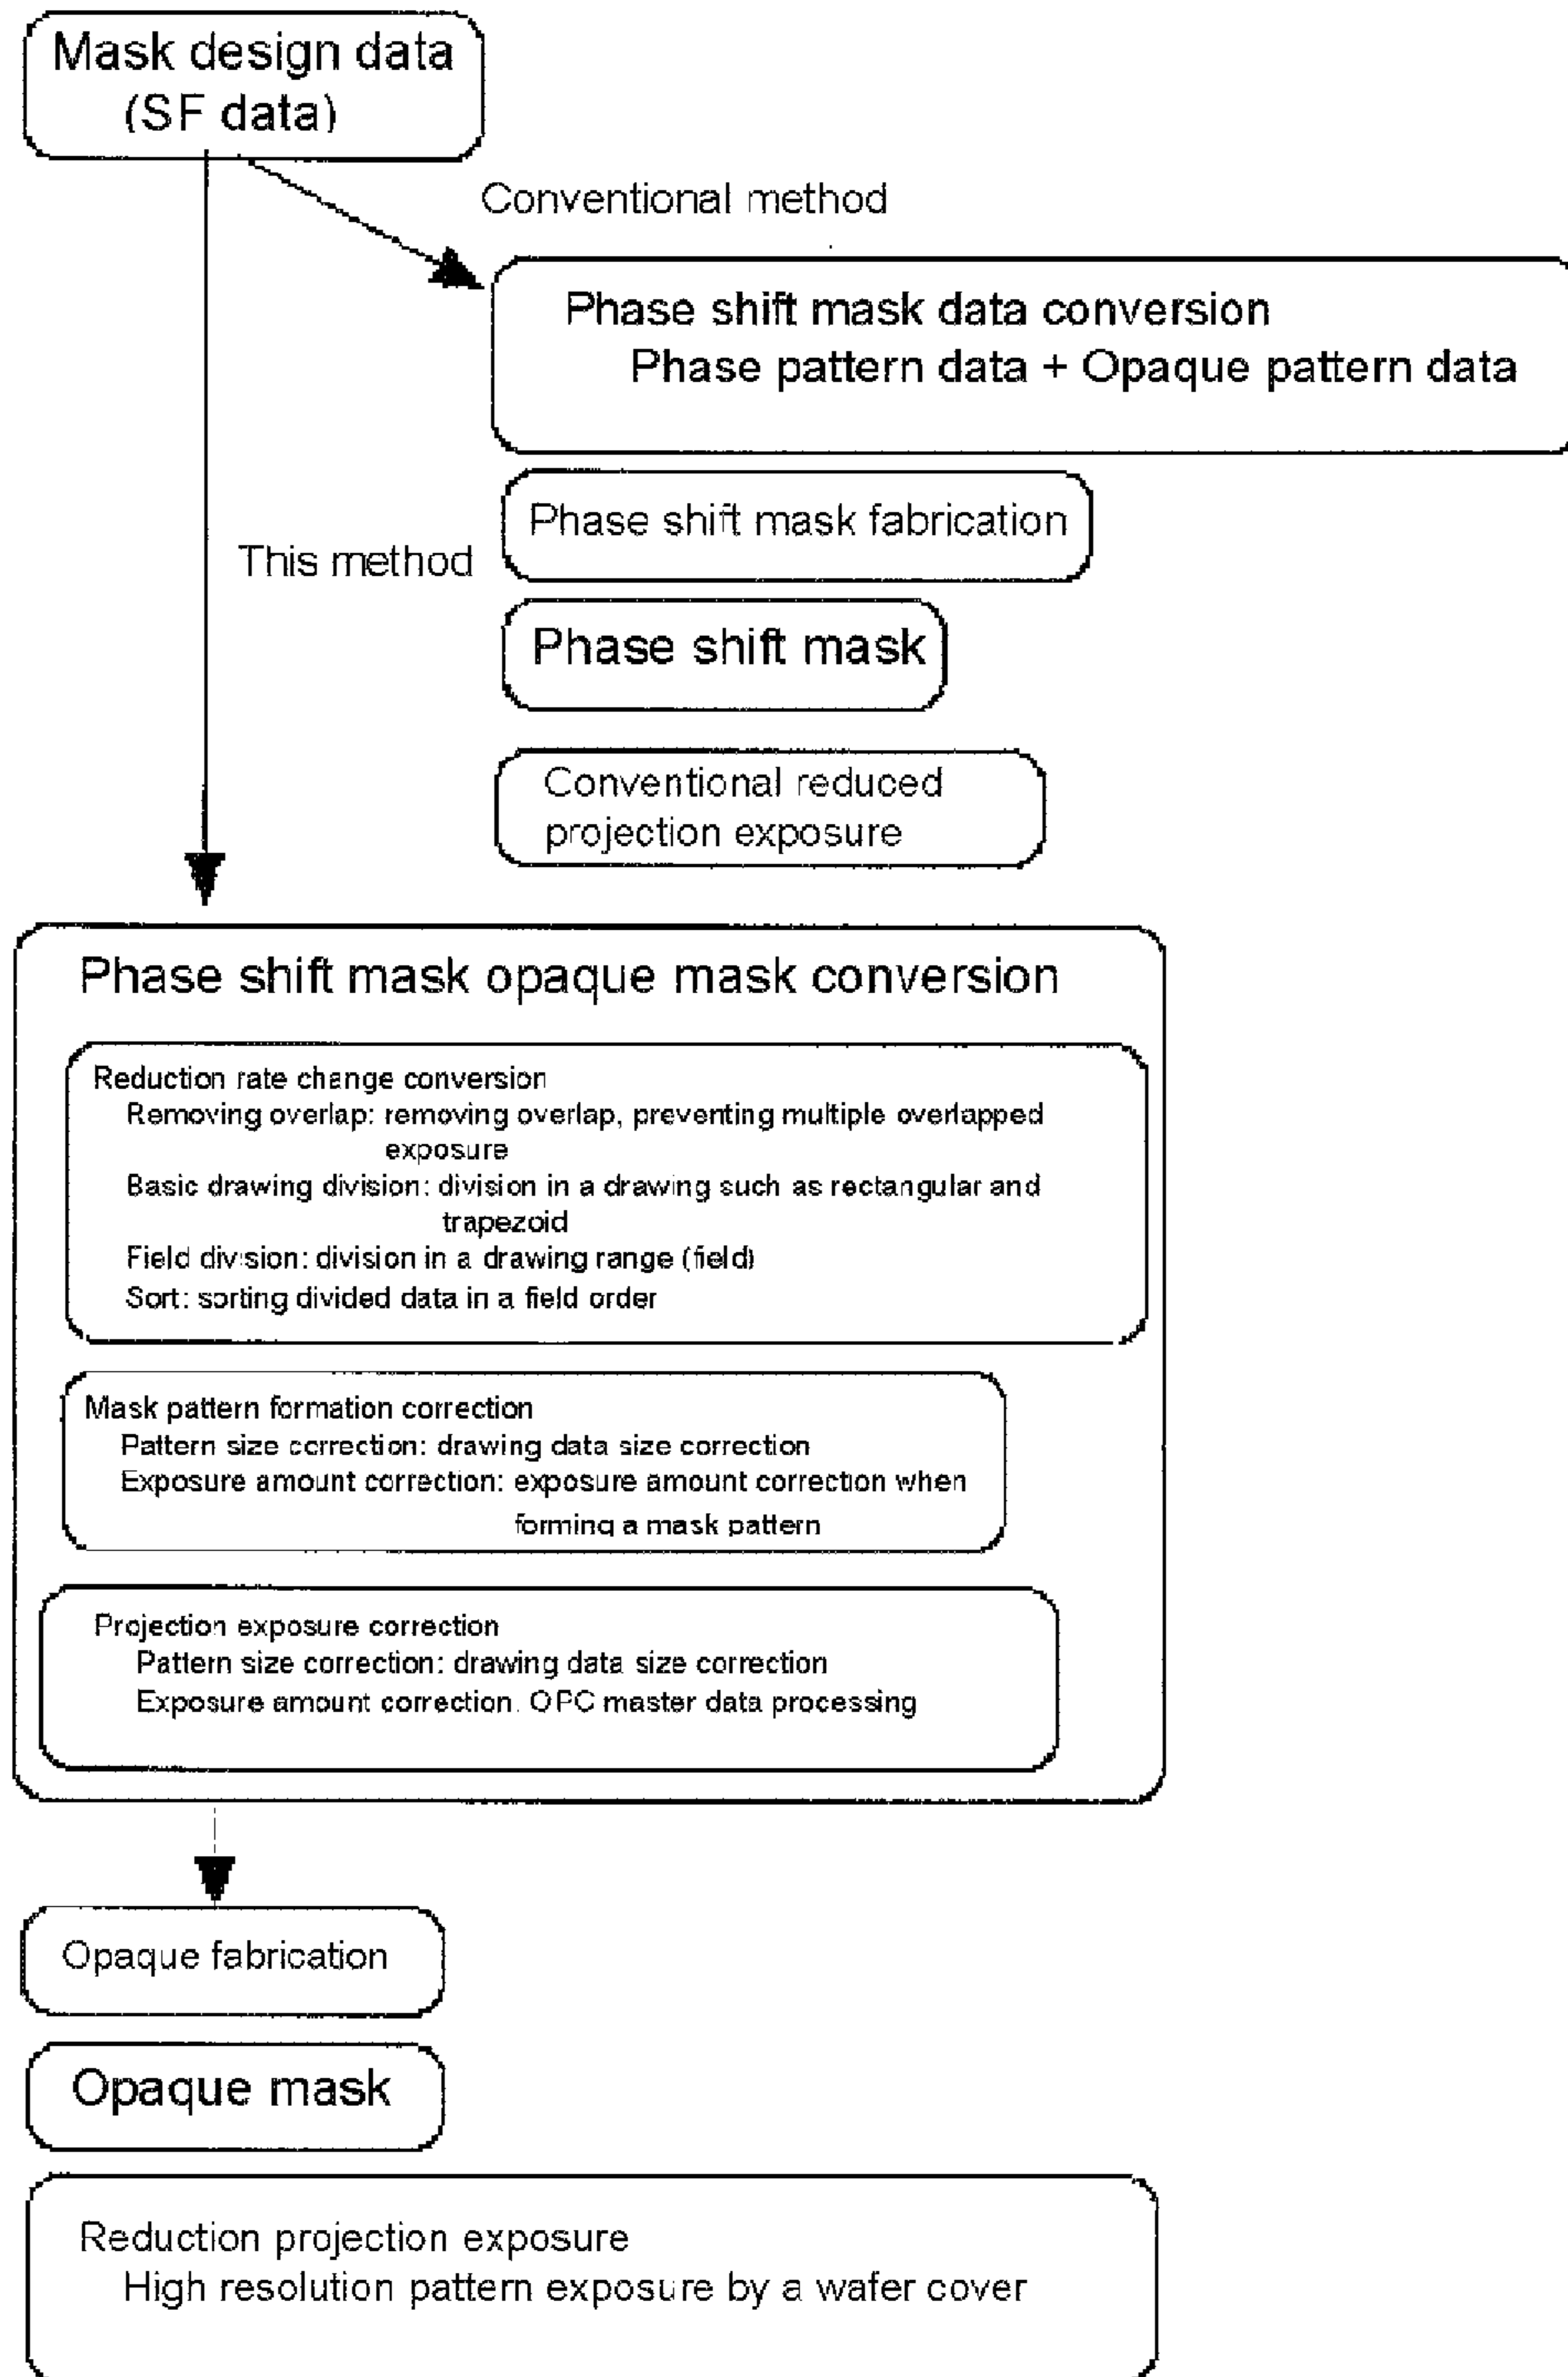 Mask design data
(SF data)
Conventional method
Phase shift mask data conversion
Phase pattern data + Opaque pattern data
Phase shift mask fabrication
This method
Phase shift mask
Conventional reduced
projection exposure
Phase shift mask opaque mask conversion
Reduction rate change conversion
Removing overlap: removing overlap, preventing multiple overlapped
exposure
Basic drawing division: division in a drawing such as rectangular and
trapezoid
Field division: division in a drawing range (field)
Sort: sorting divided data in a field order
Mask pattern formation correction
Pattern size correction: drawing data size correction
Exposure amount correction: exposure amount correction when
forming a mask pattern
Projection exposure correction
Pattern size correction: drawing data size correction
Exposure amount correction. OPC master data processing
Opaque fabrication
Opaque mask
Reduction projection exposure
High resolution pattern exposure by a wafer cover